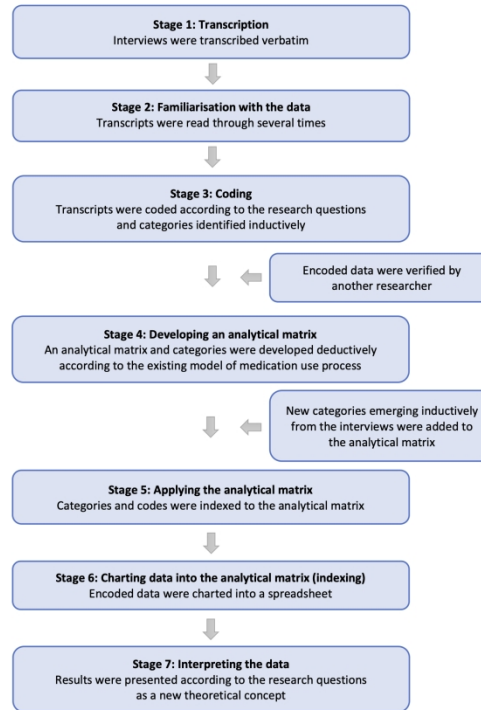 Stage 1: Transcription
Interviews were transcribed verbatim
Stage 2: Familiarisation with the data
Transcripts were read through several times
Stage 3: Coding
Transcripts were coded according to the research questions
and categories identified inductively
Encoded data were verified by
another researcher
Stage 4: Developing an analytical matrix
An analytical matrix and categories were developed deductively
according to the existing model of medication use process
New categories emerging inductively
from the interviews were added to
the analytical matrix
Stage 5: Applying the analytical matrix
Categories and codes were indexed to the analytical matrix
Stage 6: Charting data into the analytical matrix (indexing)
Encoded data were charted into a spreadsheet
Stage 7: Interpreting the data
Results were presented according to the research questions
as a new theoretical concept